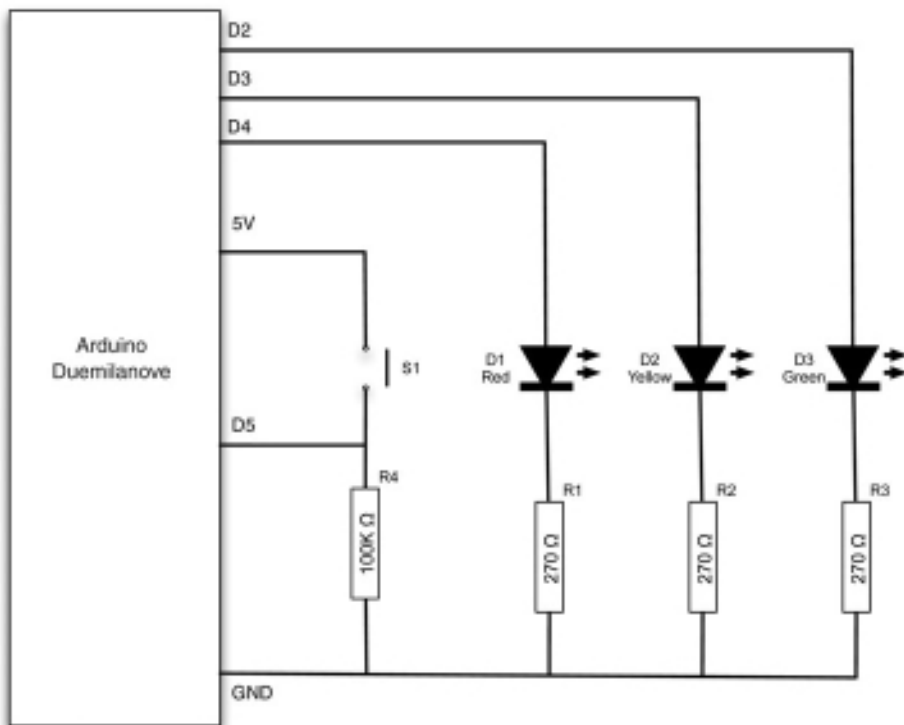 D2
D3
D4
5V
Arduino
Duemilanove
S1
D1
Red
D2
Yellow
D3
Green
D5
R4
100K Ω
R1
270 Ω
R2
270 Ω
R3
270 Ω
GND